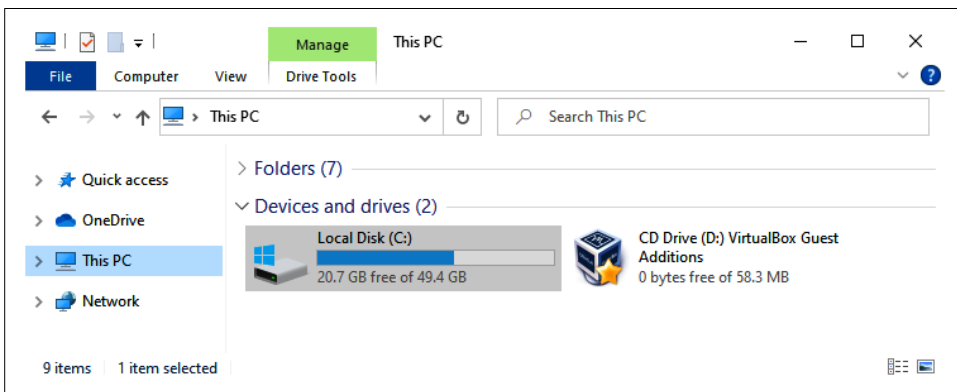 Manage
This PC
File
Computer
View
Drive Tools
?
This PC
Search This PC
Quick access
OneDrive
This PC
Network
Folders (7)
Devices and drives (2)
Local Disk (C:)
20.7 GB free of 49.4 GB
CD Drive (D:) VirtualBox Guest
Additions
0 bytes free of 58.3 MB
9 items
1 item selected